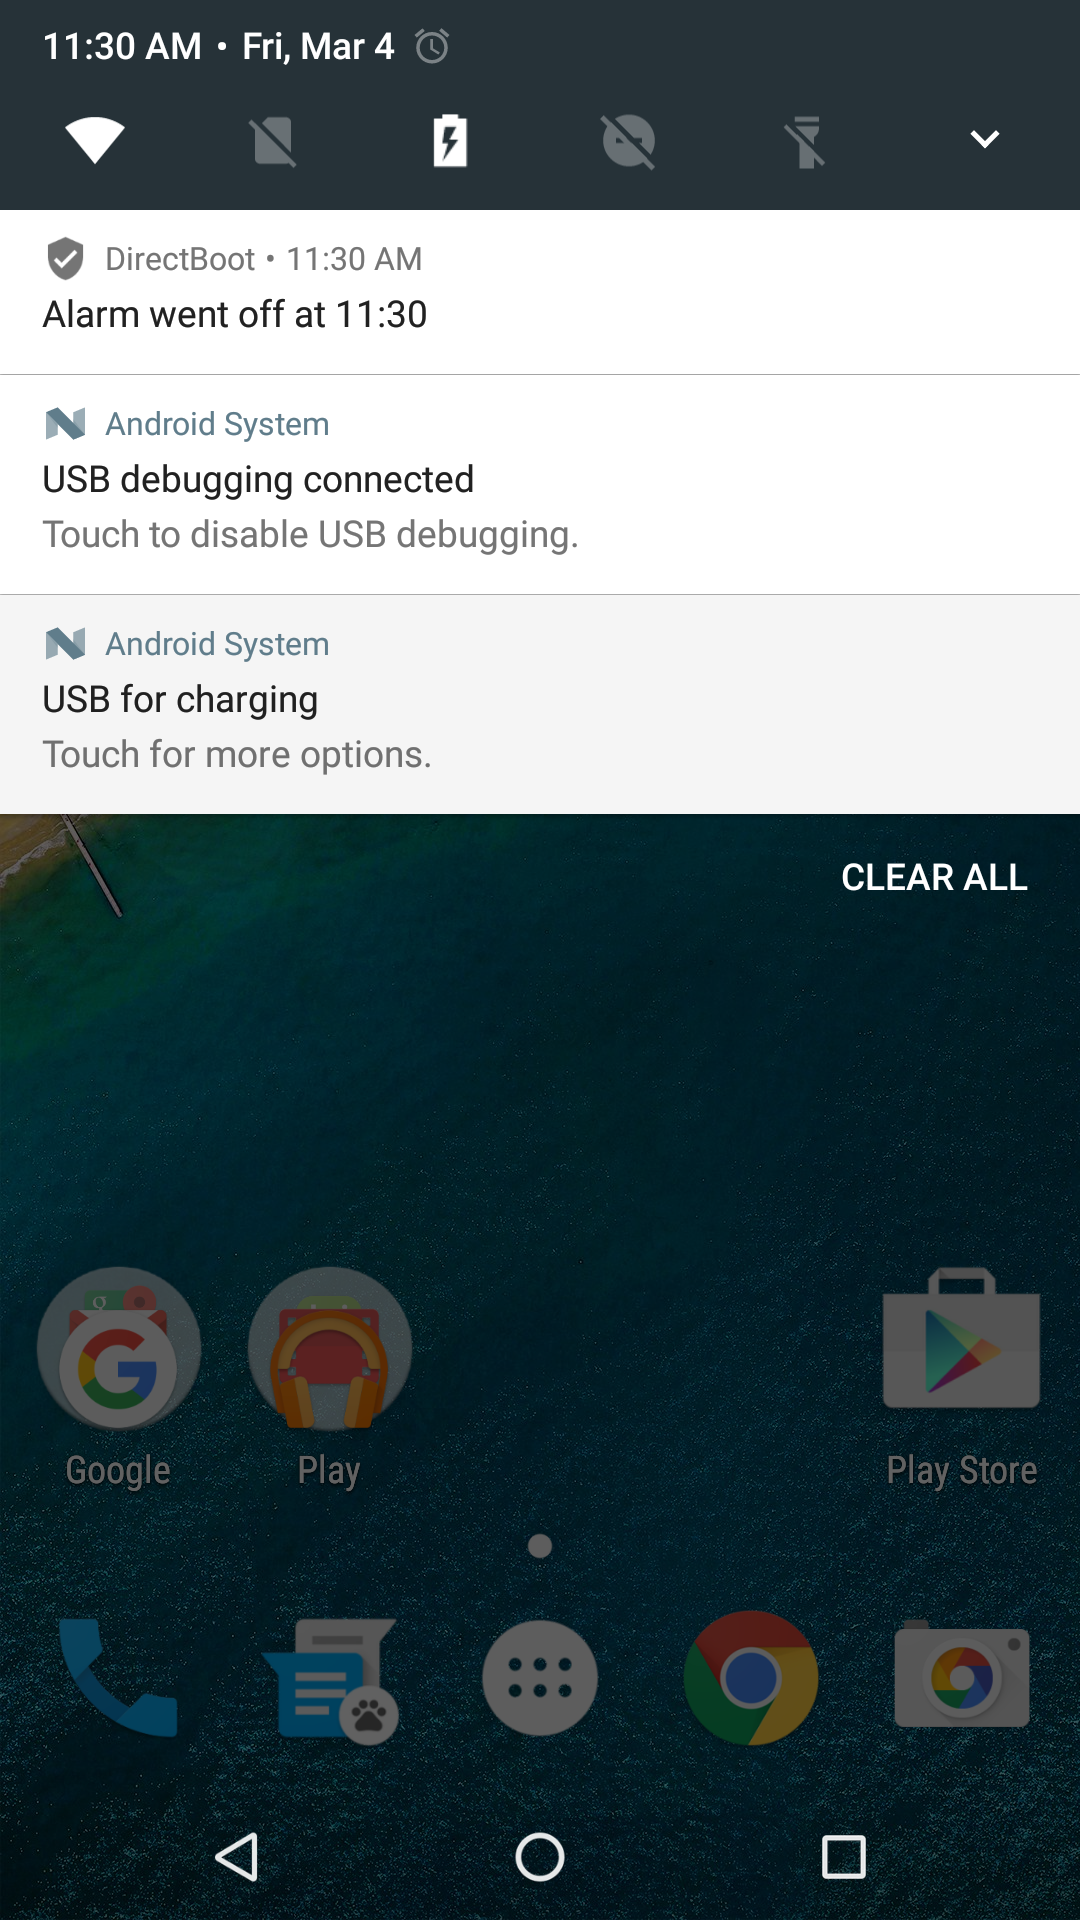 11:30 AM • Fri, Mar 4
DirectBoot • 11:30 AM
Alarm went off at 11:30
Android System
USB debugging connected
Touch to disable USB debugging.
Android System
USB for charging
Touch for more options.
CLEAR ALL
Google
Play
Play Store